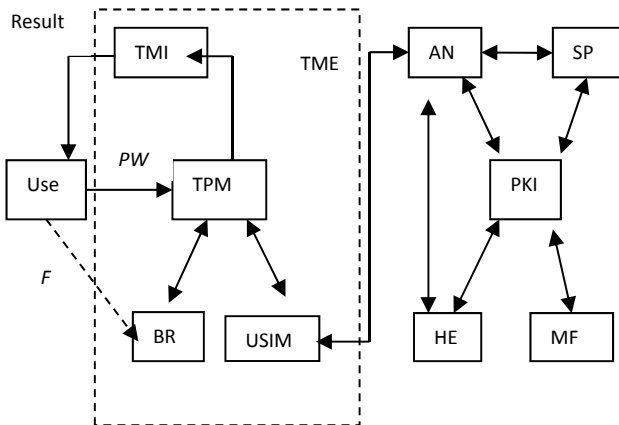 Result
TMI
TME
AN
SP
PW
Use
TPM
PKI
F
BR
USIM
HE
MF